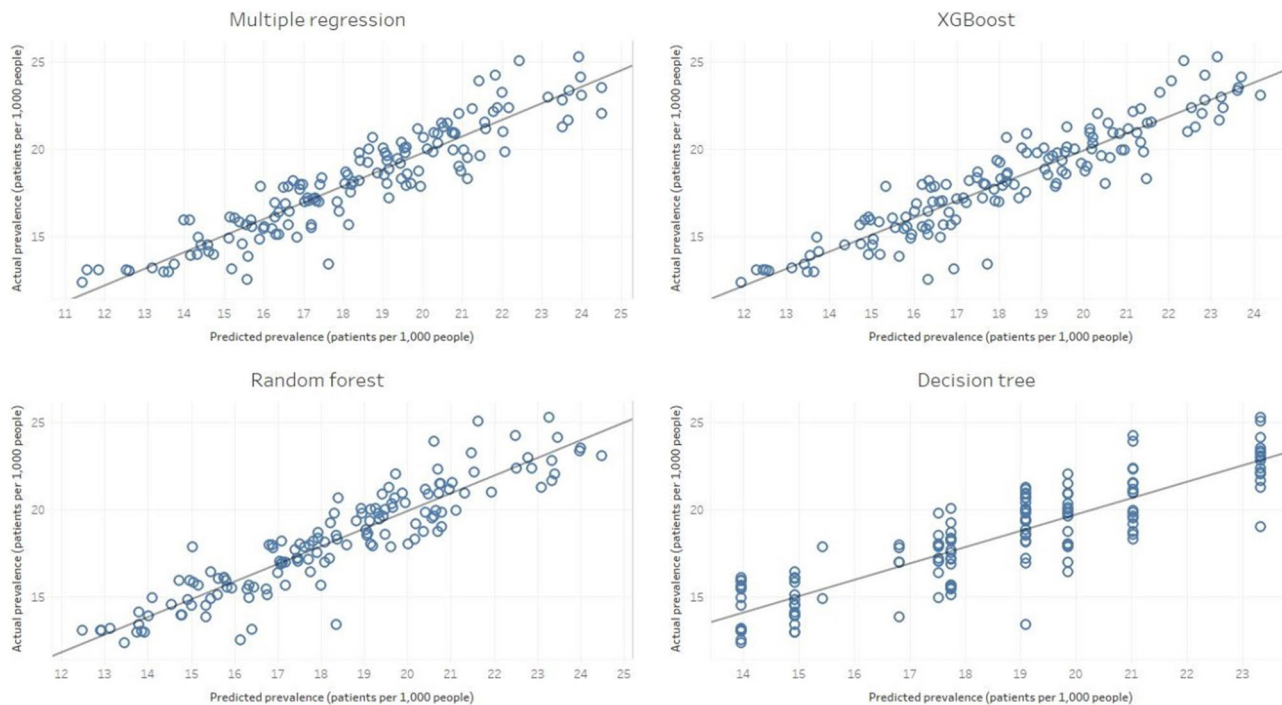 Multiple regression
Actual prevalence (patients per 1,000 people)
25
20
15
11 12 13 14 15 16 17 18 19 20 21 22 23 24 25
Predicted prevalence (patients per 1,000 people)
XGBoost
Actual prevalence (patients per 1,000 people)
25
20
15
12 13 14 15 16 17 18 19 20 21 22 23 24
Predicted prevalence (patients per 1,000 people)
Random forest
Actual prevalence (patients per 1,000 people)
25
20
15
12 13 14 15 16 17 18 19 20 21 22 23 24 25
Predicted prevalence (patients per 1,000 people)
Decision tree
Actual prevalence (patients per 1,000 people)
25
20
15
14 15 16 17 18 19 20 21 22 23
Predicted prevalence (patients per 1,000 people)